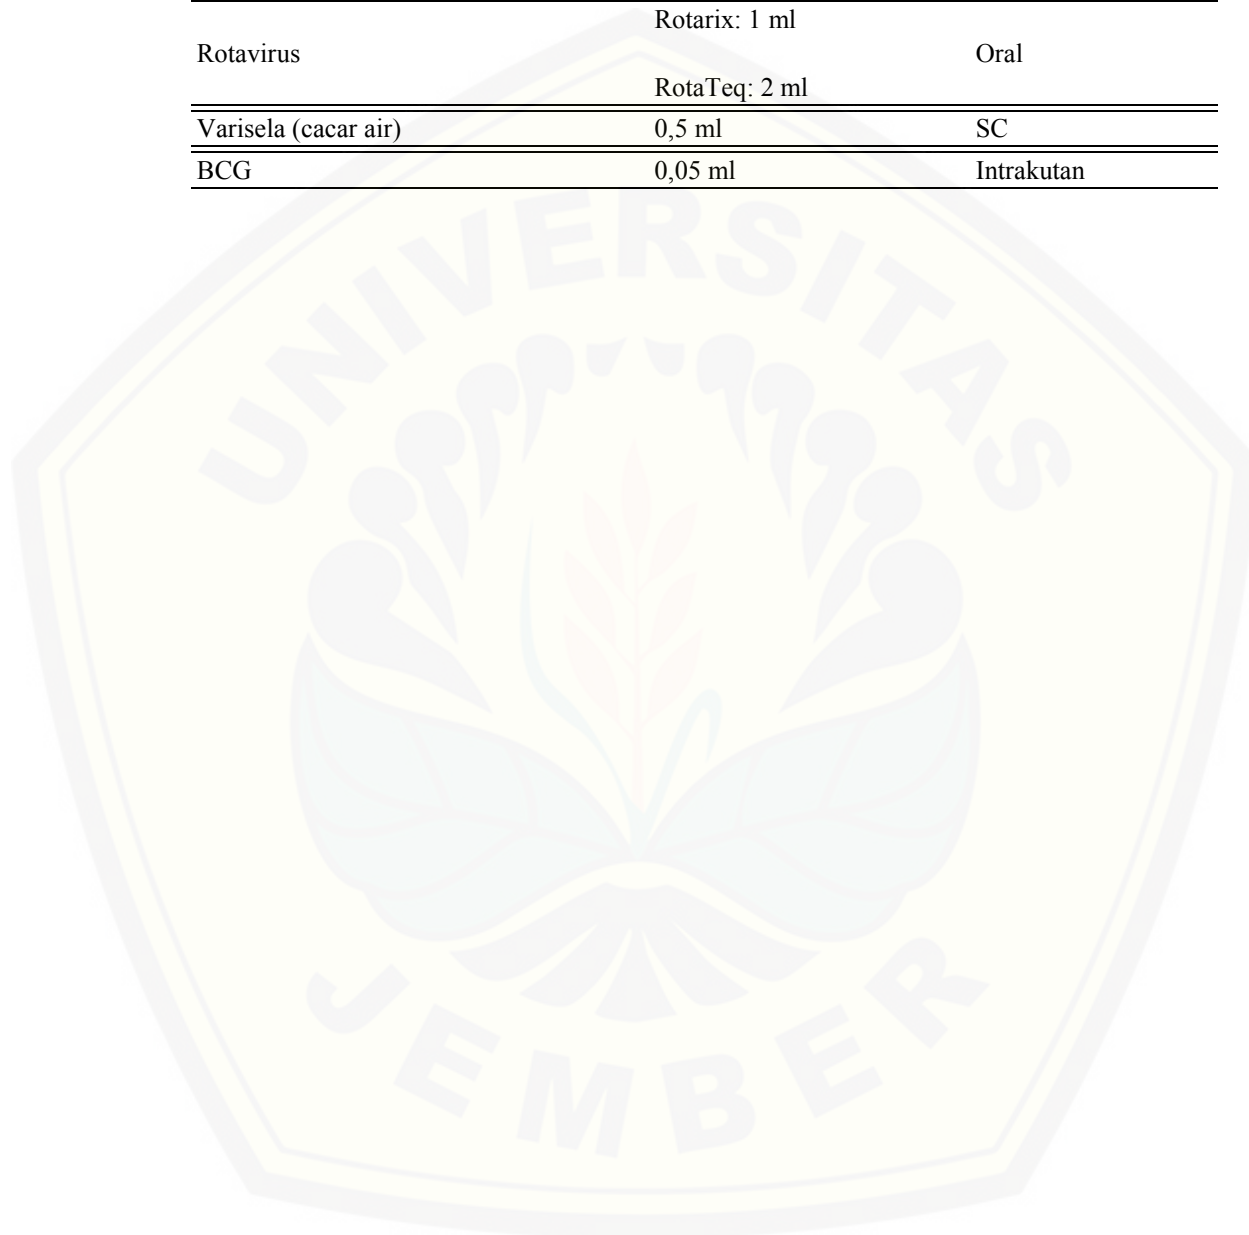 Rotarix: 1 ml
Rotavirus Oral
RotaTeq: 2 ml
Varisela (cacar air) 0,5 ml SC
BCG 0,05 ml Intrakutan
UNIVERSITAS
JEMBER